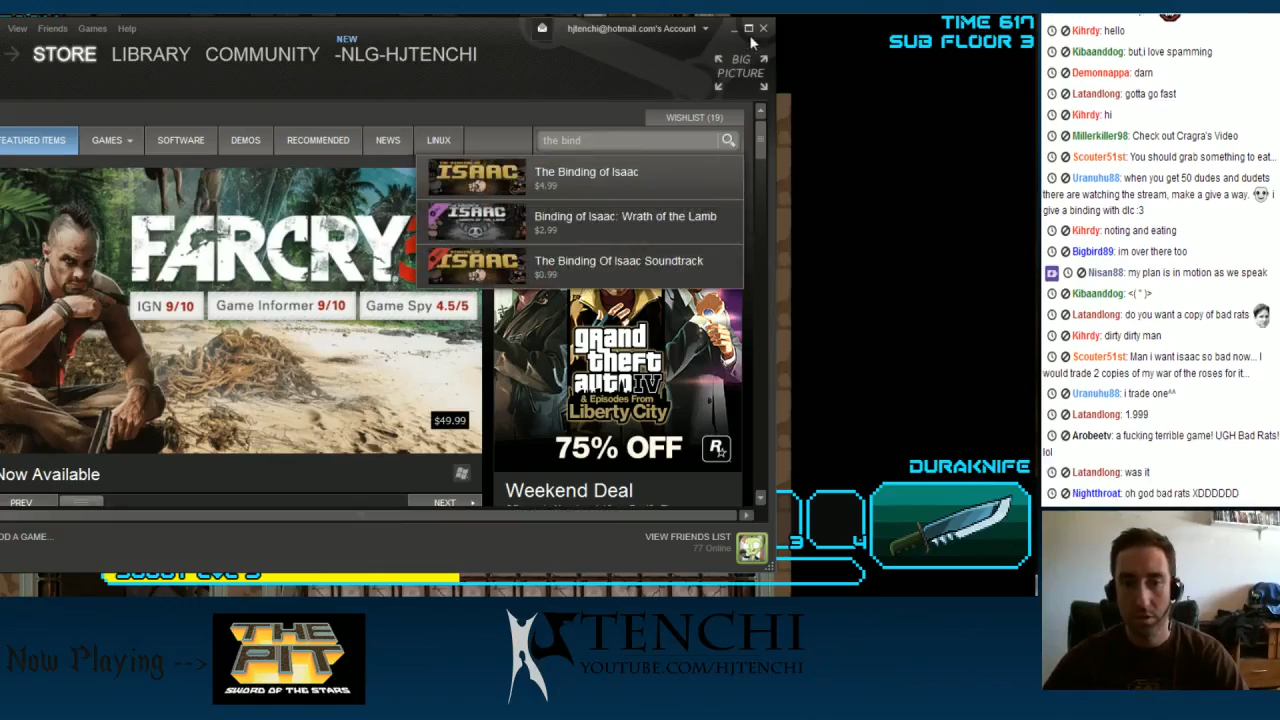 View Friends Games Help
hjtenchi@hotmail.com's Account
NEW
STORE LIBRARY COMMUNITY -NLG-HJTENCHI
BIG
PICTURE
WISHLIST (19)
FEATURED ITEMS GAMES SOFTWARE DEMOS RECOMMENDED NEWS LINUX
the bind
ISAAC
The Binding of Isaac
$4.99
ISAAC
Binding of Isaac: Wrath of the Lamb
$2.99
ISAAC
The Binding Of Isaac Soundtrack
$0.99
FARCRY 3
IGN 9/10 Game Informer 9/10 Game Spy 4.5/5
$49.99
Now Available
PREV
NEXT
grand
theft
auto IV
& Episodes From
Liberty City
75% OFF
R★
Weekend Deal
DD A GAME...
VIEW FRIENDS LIST
77 Online
TIME 617
SUB FLOOR 3
DURAKNIFE
3 4
Now Playing -->
THE
PIT
SWORD OF THE STARS
TENCHI
YOUTUBE.COM/HJTENCHI
Kihrdy: hello
Kibaanddog: but,i love spamming
Demonnappa: darn
Latandlong: gotta go fast
Kihrdy: hi
Millerkiller98: Check out Cragra's Video
Scouter51st: You should grab something to eat...
Uranuhu88: when you get 50 dudes and dudets
there are watching the stream, make a give a way. i
give a binding with dlc :3
Kihrdy: noting and eating
Bigbird89: im over there too
Nisan88: my plan is in motion as we speak
Kibaanddog: <( " )>
Latandlong: do you want a copy of bad rats
Kihrdy: dirty dirty man
Scouter51st: Man i want isaac so bad now... I
would trade 2 copies of my war of the roses for it...
Uranuhu88: i trade one^^
Latandlong: 1.999
Arobeetv: a fucking terrible game! UGH Bad Rats!
lol
Latandlong: was it
Nightthroat: oh god bad rats XDDDDDD